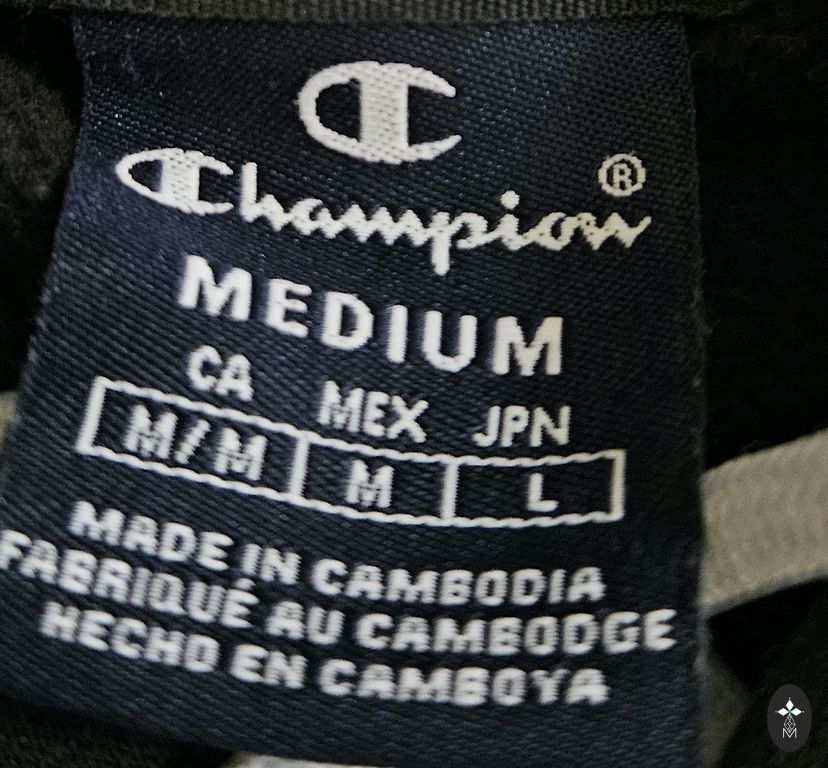 Champion®
MEDIUM
CA MEX JPN
M/M M L
MADE IN CAMBODIA
FABRIQUÉ AU CAMBODGE
HECHO EN CAMBOYA